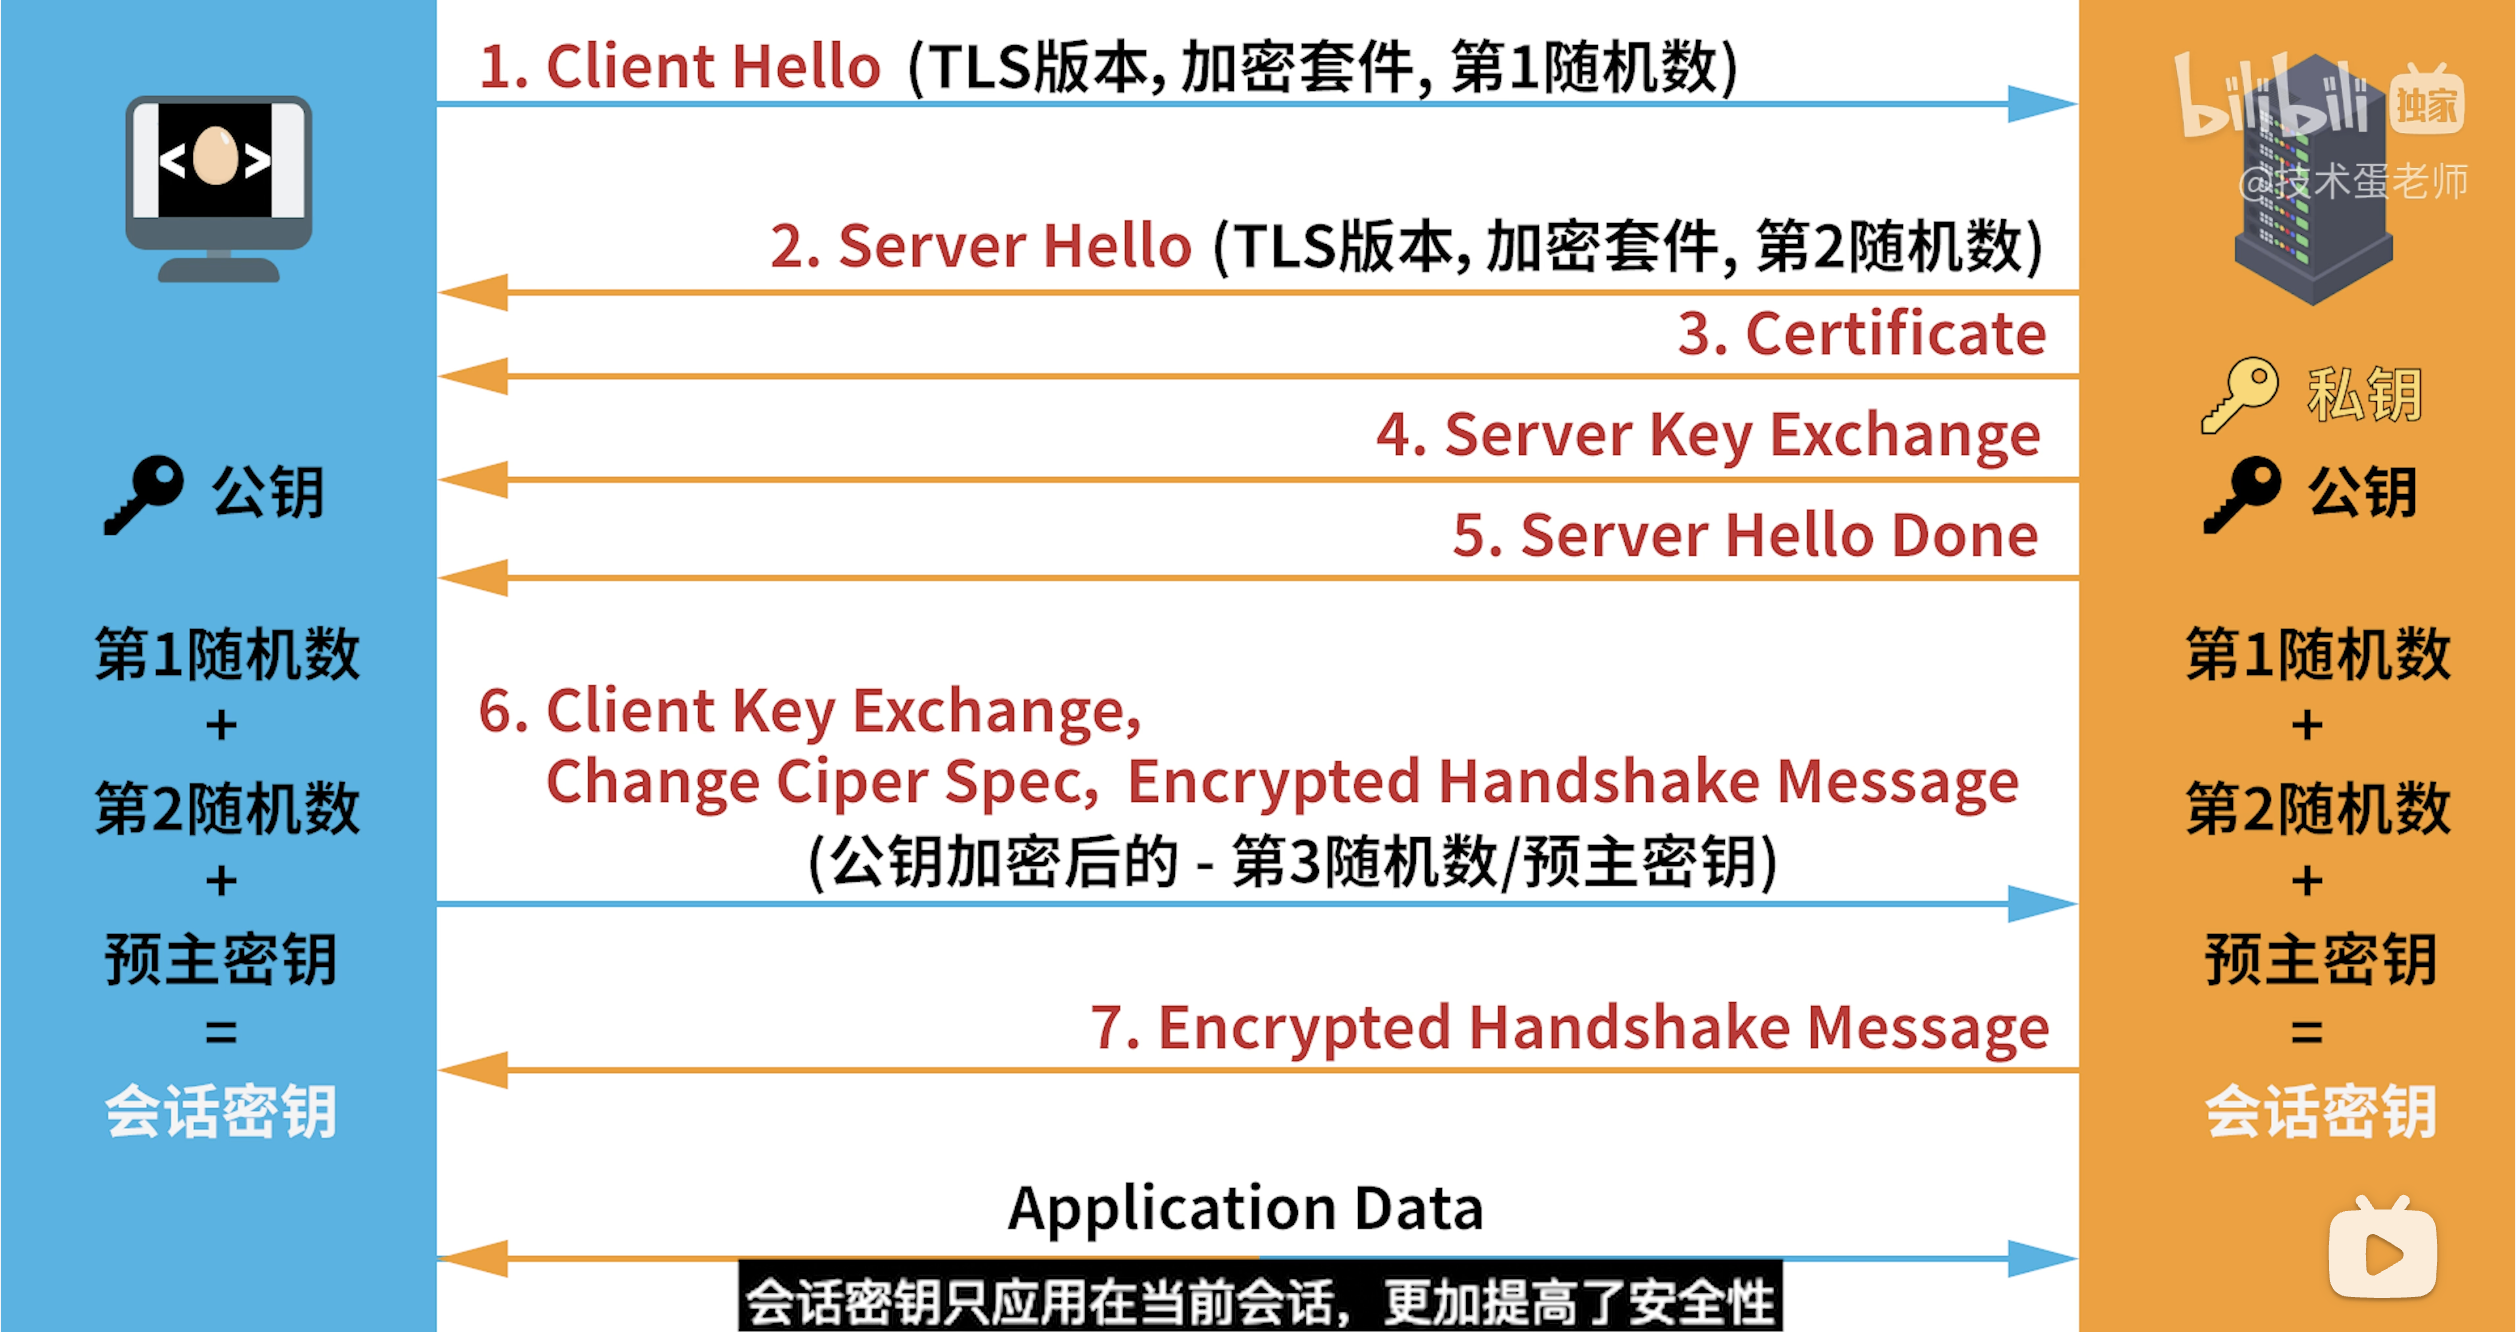 1. Client Hello (TLS版本, 加密套件, 第1随机数)
bilibili 独家
@技术蛋老师
< >
2. Server Hello (TLS版本, 加密套件, 第2随机数)
3. Certificate
私钥
4. Server Key Exchange
公钥
公钥
5. Server Hello Done
第1随机数
+
第2随机数
+
预主密钥
=
会话密钥
6. Client Key Exchange,
Change Ciper Spec, Encrypted Handshake Message
(公钥加密后的 - 第3随机数/预主密钥)
7. Encrypted Handshake Message
第1随机数
+
第2随机数
+
预主密钥
=
会话密钥
Application Data
会话密钥只应用在当前会话, 更加提高了安全性